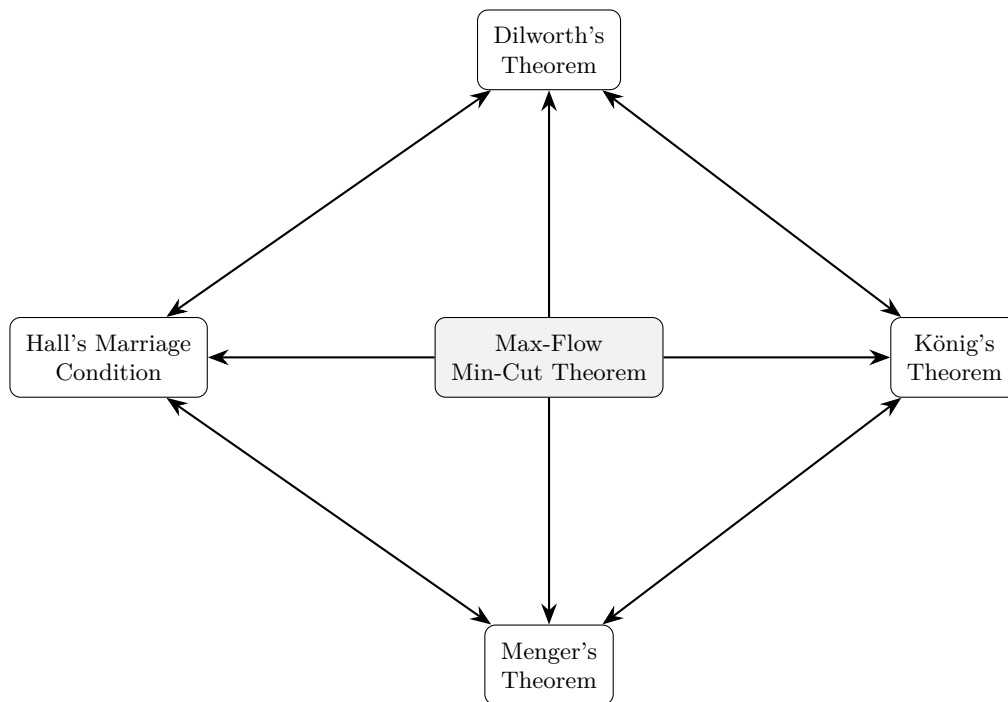 Dilworth's
Theorem
Hall's Marriage
Condition
Max-Flow
Min-Cut Theorem
König's
Theorem
Menger's
Theorem